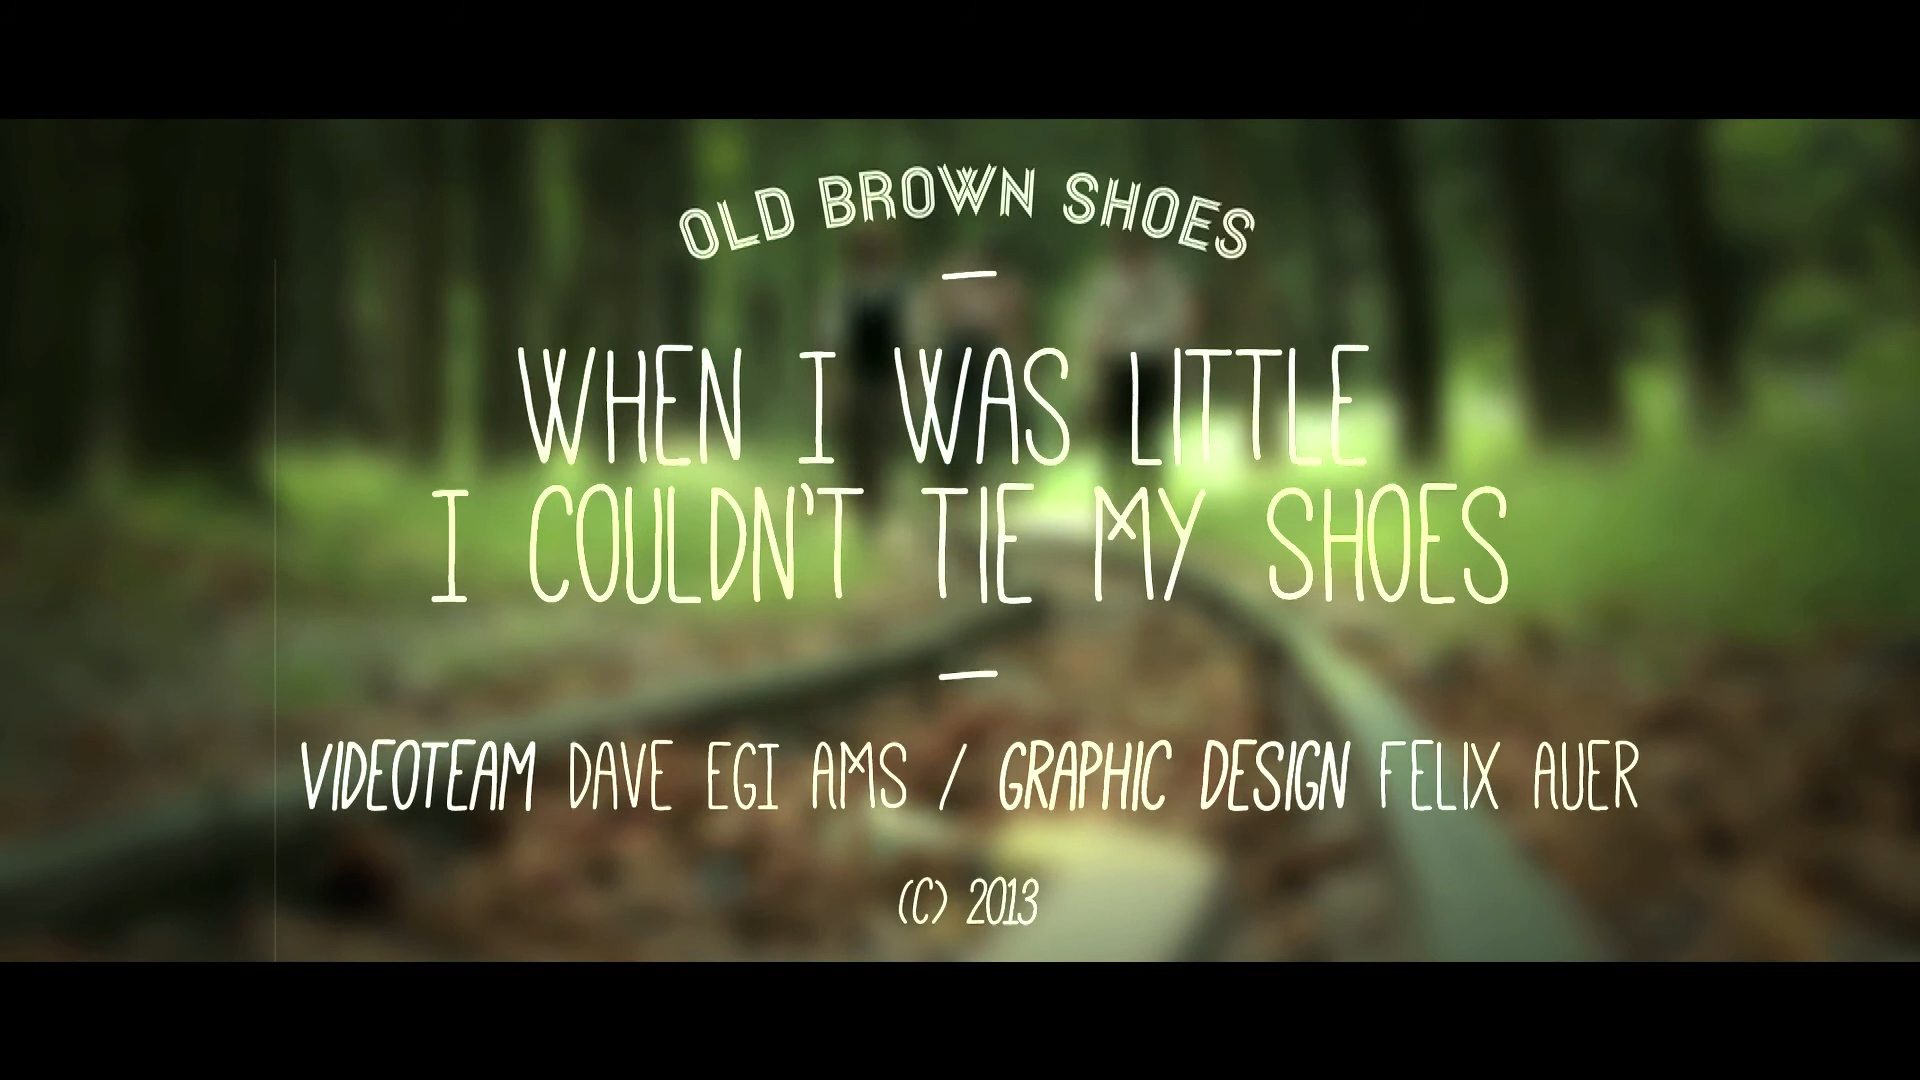 OLD BROWN SHOES
WHEN I WAS LITTLE
I COULDN'T TIE MY SHOES
VIDEOTEAM DAVE EGI AMS / GRAPHIC DESIGN FELIX AUER
(C) 2013